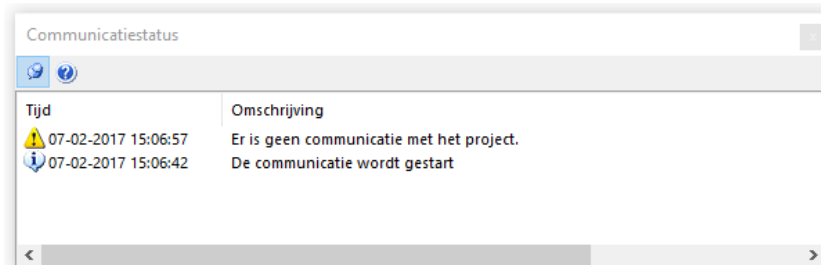 Communicatiestatus
Tijd Omschrijving
07-02-2017 15:06:57 Er is geen communicatie met het project.
07-02-2017 15:06:42 De communicatie wordt gestart